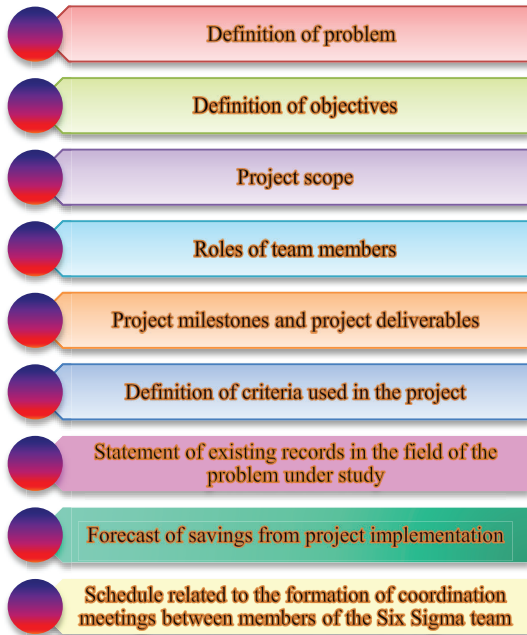 Definition of problem
Definition of objectives
Project scope
Roles of team members
Project milestones and project deliverables
Definition of criteria used in the project
Statement of existing records in the field of the
problem under study
Forecast of savings from project implementation
Schedule related to the formation of coordination
meetings between members of the Six Sigma team